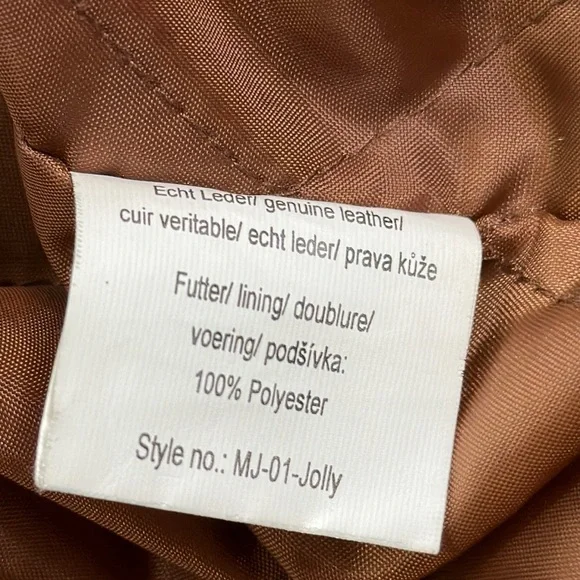 Echt Leder/ genuine leather/
cuir veritable/ echt leder/ prava kůže
Futter/ lining/ doublure/
voering/ podšívka:
100% Polyester
Style no.: MJ-01-Jolly